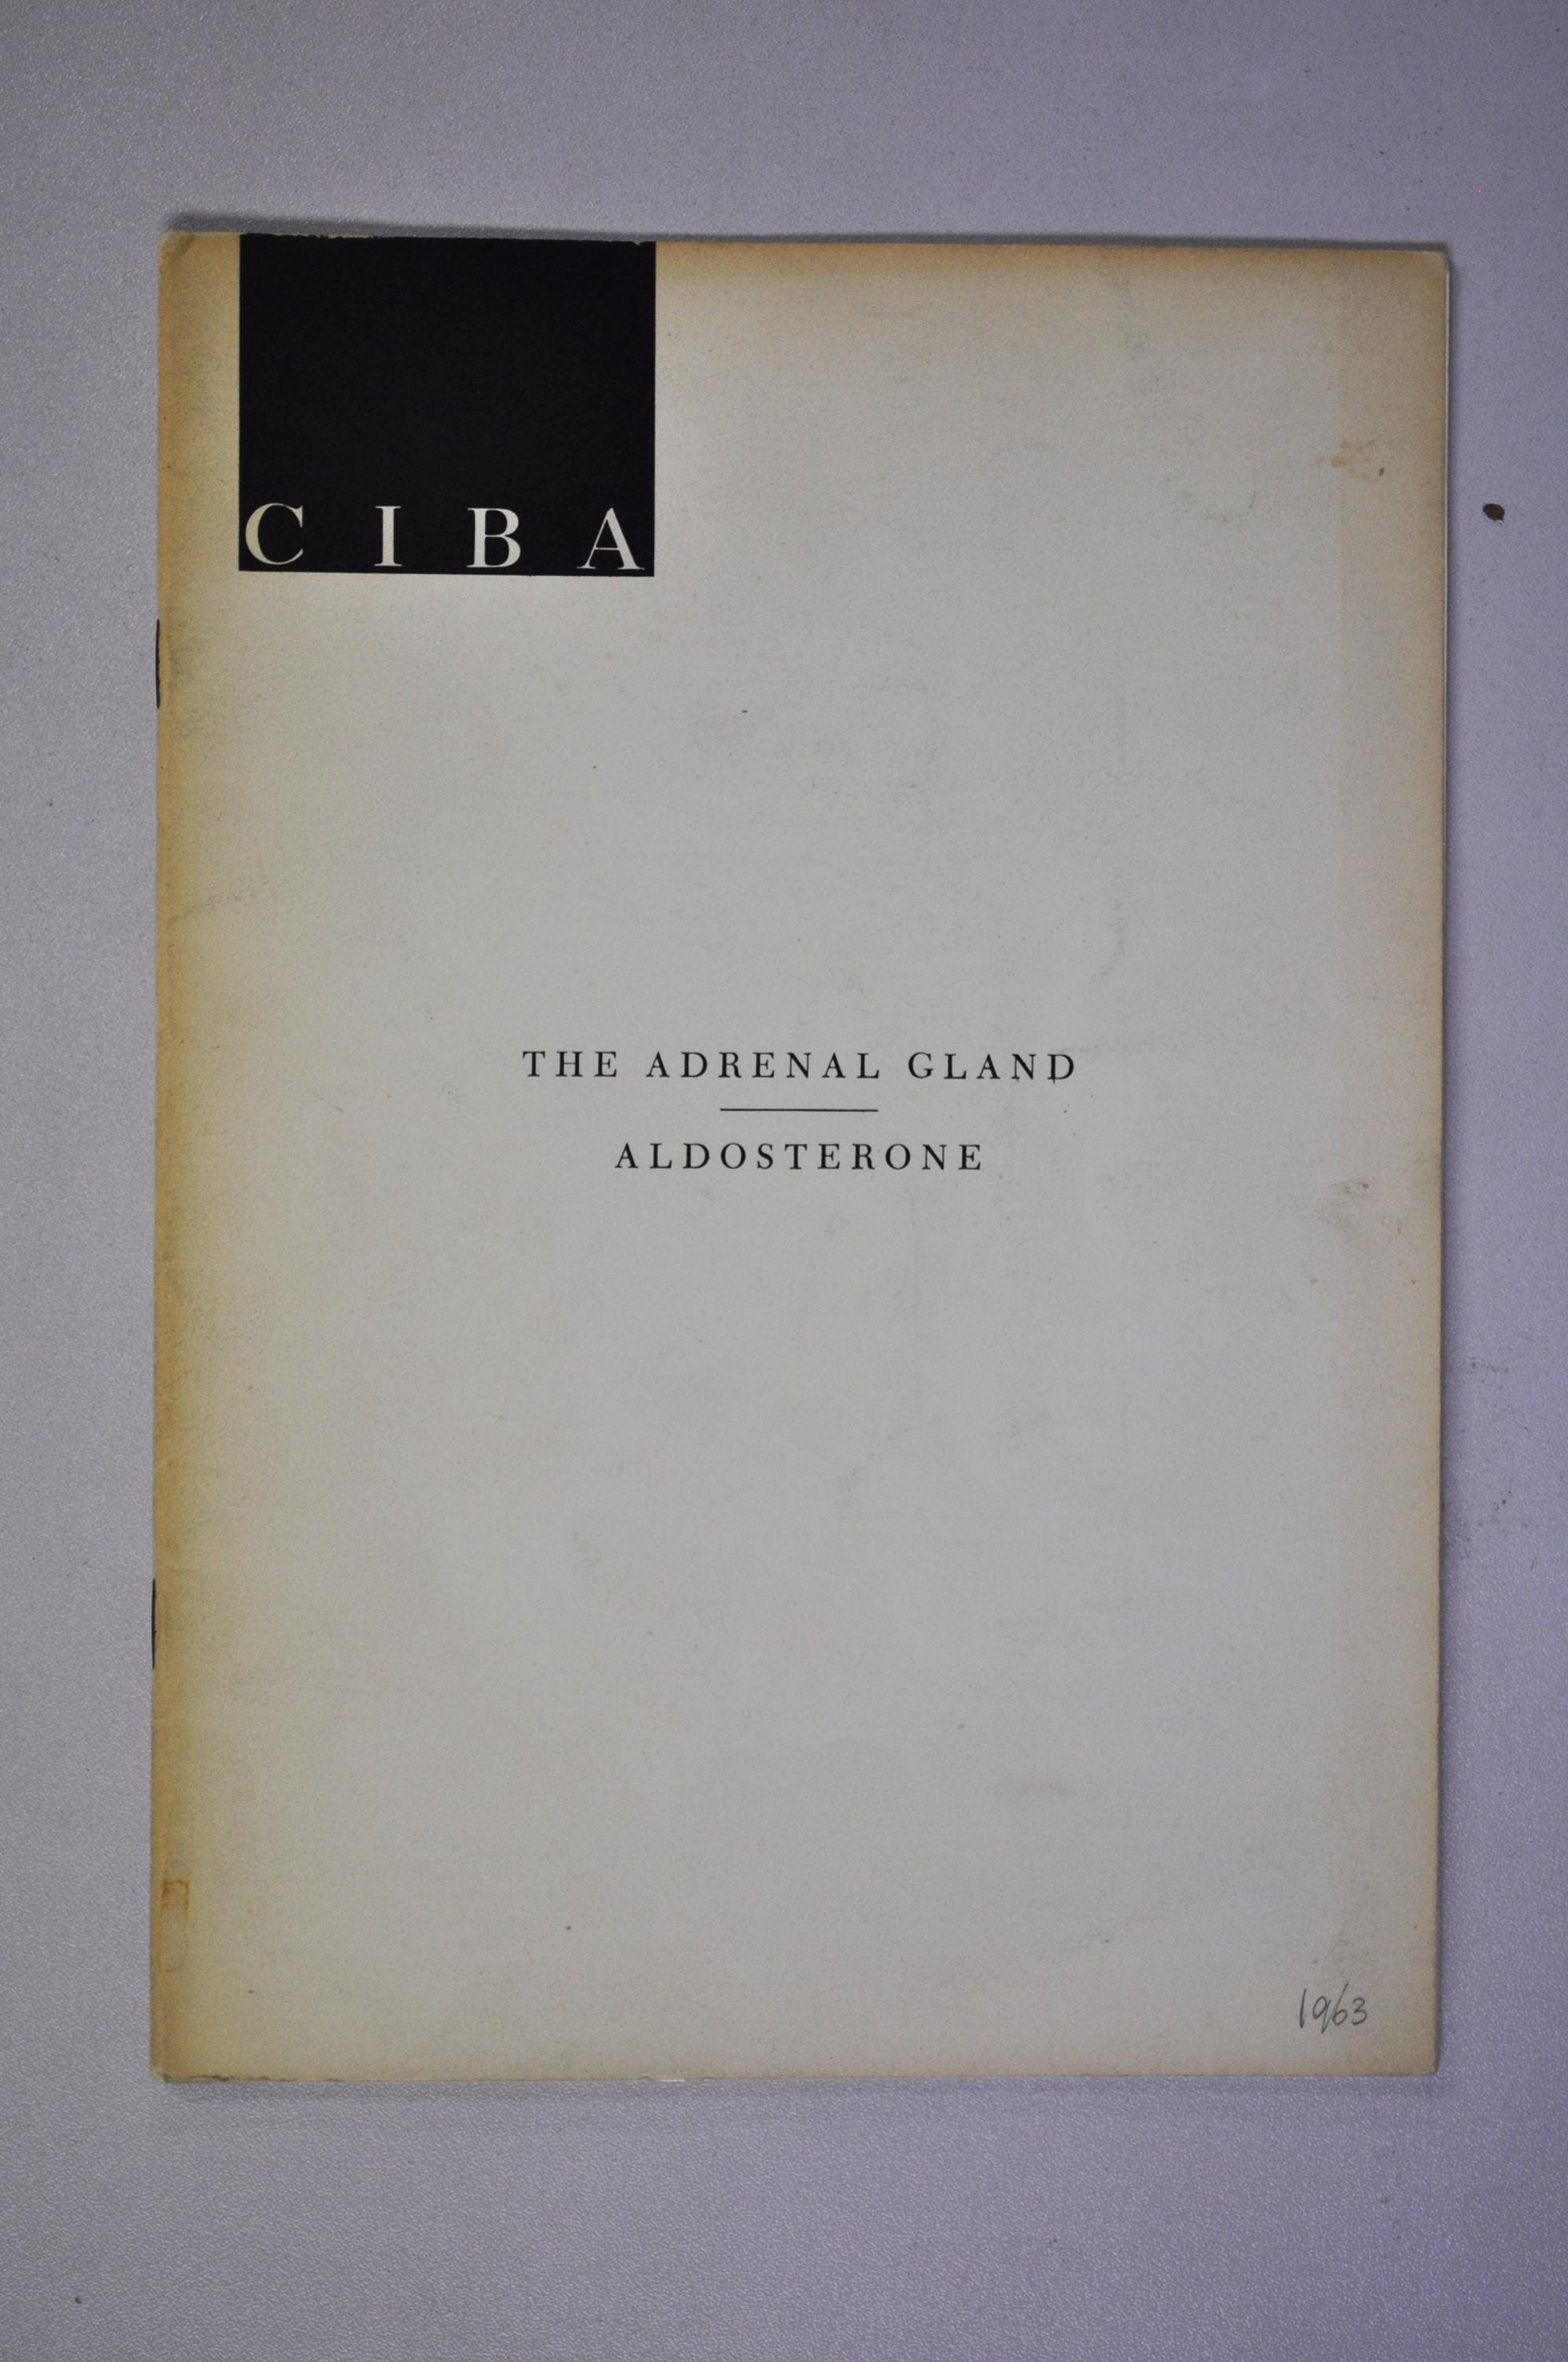 CIBA
THE ADRENAL GLAND
ALDOSTERONE
1963